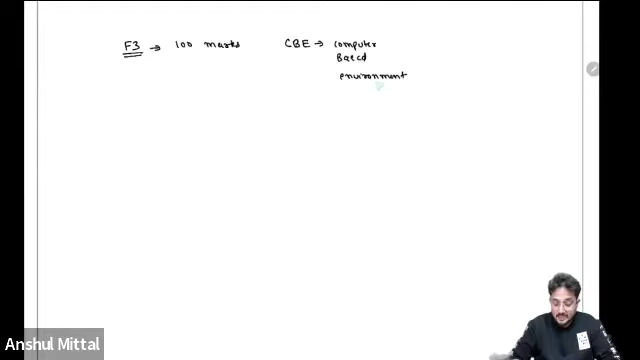 F3 → 100 marks CBE → Computer
Based
environment
Anshul Mittal